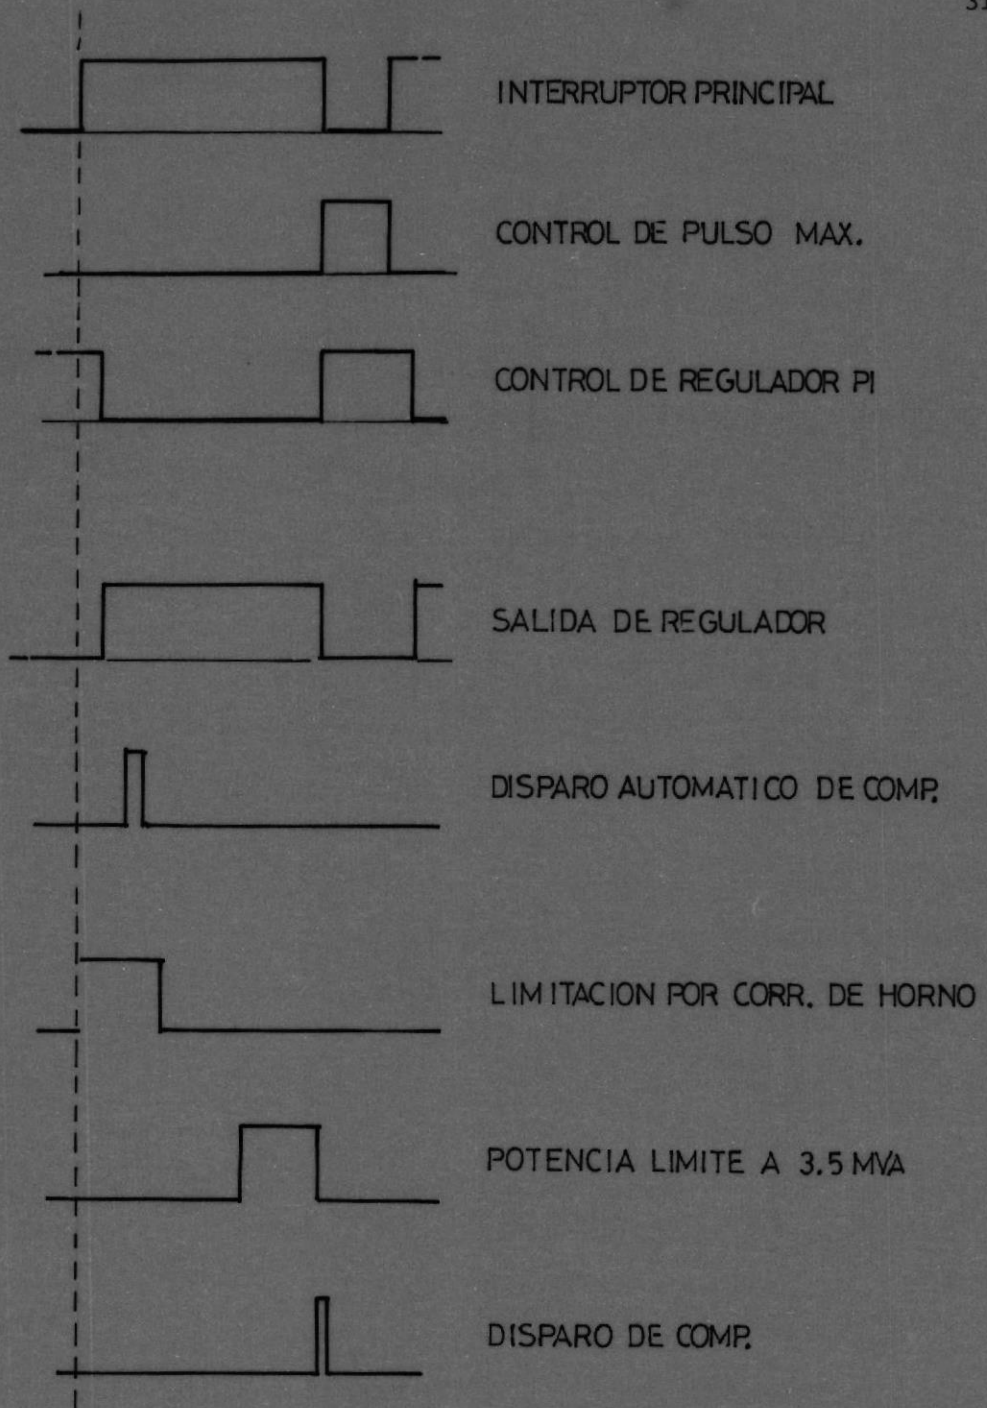 INTERRUPTOR PRINCIPAL
CONTROL DE PULSO MAX.
CONTROL DE REGULADOR PI
SALIDA DE REGULADOR
DISPARO AUTOMATICO DE COMP.
LIMITACION POR CORR. DE HORNO
POTENCIA LIMITE A 3.5 MVA
DISPARO DE COMP.